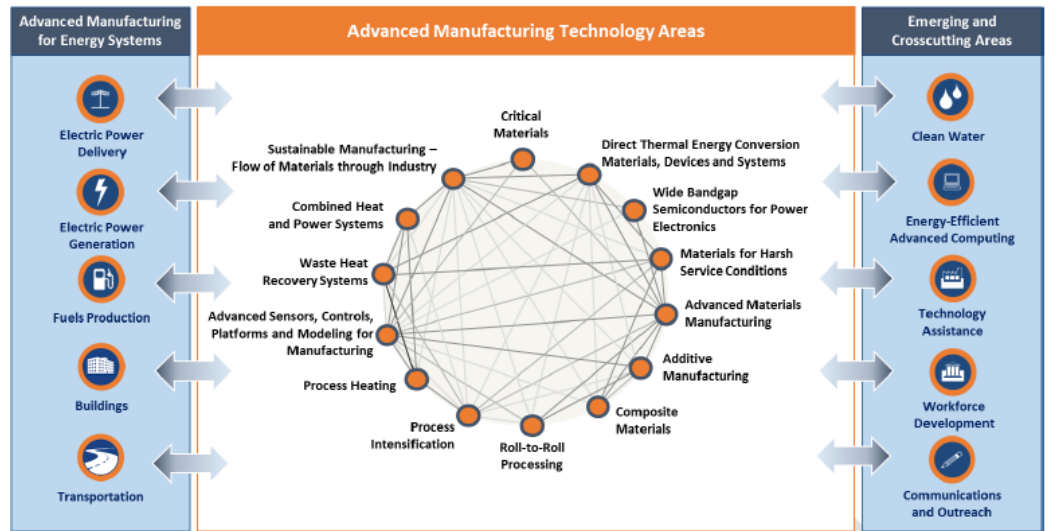 Advanced Manufacturing
for Energy Systems
Electric Power
Delivery
Electric Power
Generation
Fuels Production
Buildings
Transportation
Advanced Manufacturing Technology Areas
Critical
Materials
Direct Thermal Energy Conversion
Materials, Devices and Systems
Wide Bandgap
Semiconductors for Power
Electronics
Materials for Harsh
Service Conditions
Advanced Materials
Manufacturing
Additive
Manufacturing
Composite
Materials
Roll-to-Roll
Processing
Process
Intensification
Process Heating
Advanced Sensors, Controls,
Platforms and Modeling for
Manufacturing
Waste Heat
Recovery Systems
Combined Heat
and Power Systems
Sustainable Manufacturing –
Flow of Materials through Industry
Emerging and
Crosscutting Areas
Clean Water
Energy-Efficient
Advanced Computing
Technology
Assistance
Workforce
Development
Communications
and Outreach